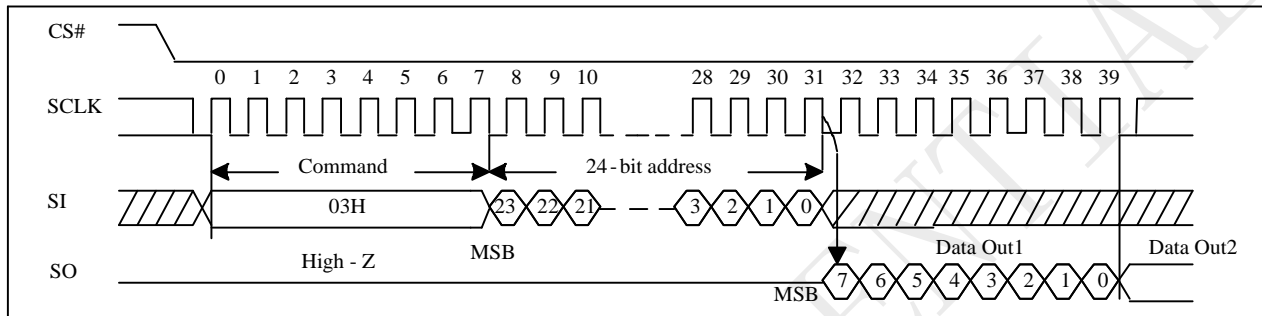 CS#
0 1 2 3 4 5 6 7 8 9 10 28 29 30 31 32 33 34 35 36 37 38 39
SCLK
Command 24-bit address
SI 03H 23 22 21 3 2 1 0
High - Z MSB Data Out1 Data Out2
SO MSB 7 6 5 4 3 2 1 0
ENTIAL